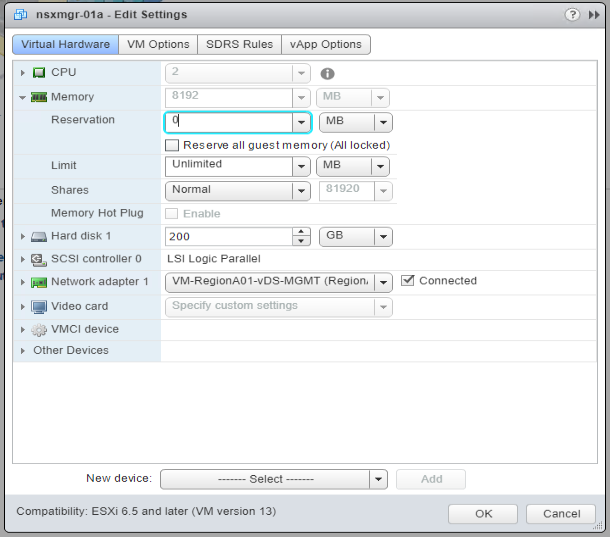 nsxmgr-01a - Edit Settings
Virtual Hardware VM Options SDRS Rules vApp Options
CPU 2
Memory 8192 MB
Reservation 0 MB
Reserve all guest memory (All locked)
Limit Unlimited MB
Shares Normal 81920
Memory Hot Plug Enable
Hard disk 1 200 GB
SCSI controller 0 LSI Logic Parallel
Network adapter 1 VM-RegionA01-vDS-MGMT (Region Connected
Video card Specify custom settings
VMCI device
Other Devices
New device: ------- Select ------- Add
Compatibility: ESXi 6.5 and later (VM version 13) OK Cancel